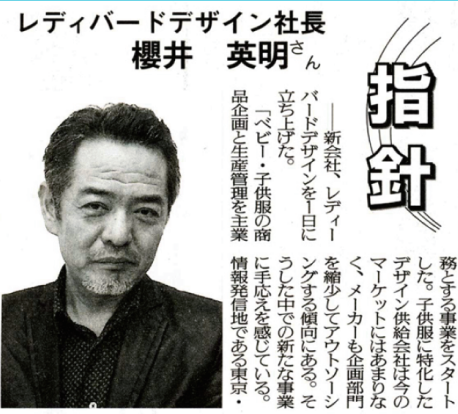 レディバードデザイン社長
櫻井　英明さん
指針
――新会社、レディー
バードデザインを1日に
立ち上げた。
「ベビー・子供服の商
品企画と生産管理を主業
務とする事業をスタート
した。子供服に特化した
デザイン供給会社は今の
マーケットにはあまりな
く、メーカーも企画部門
を縮少してアウトソーシ
ングする傾向にある。そ
うした中での新たな事業
に手応えを感じている。
情報発信地である東京・